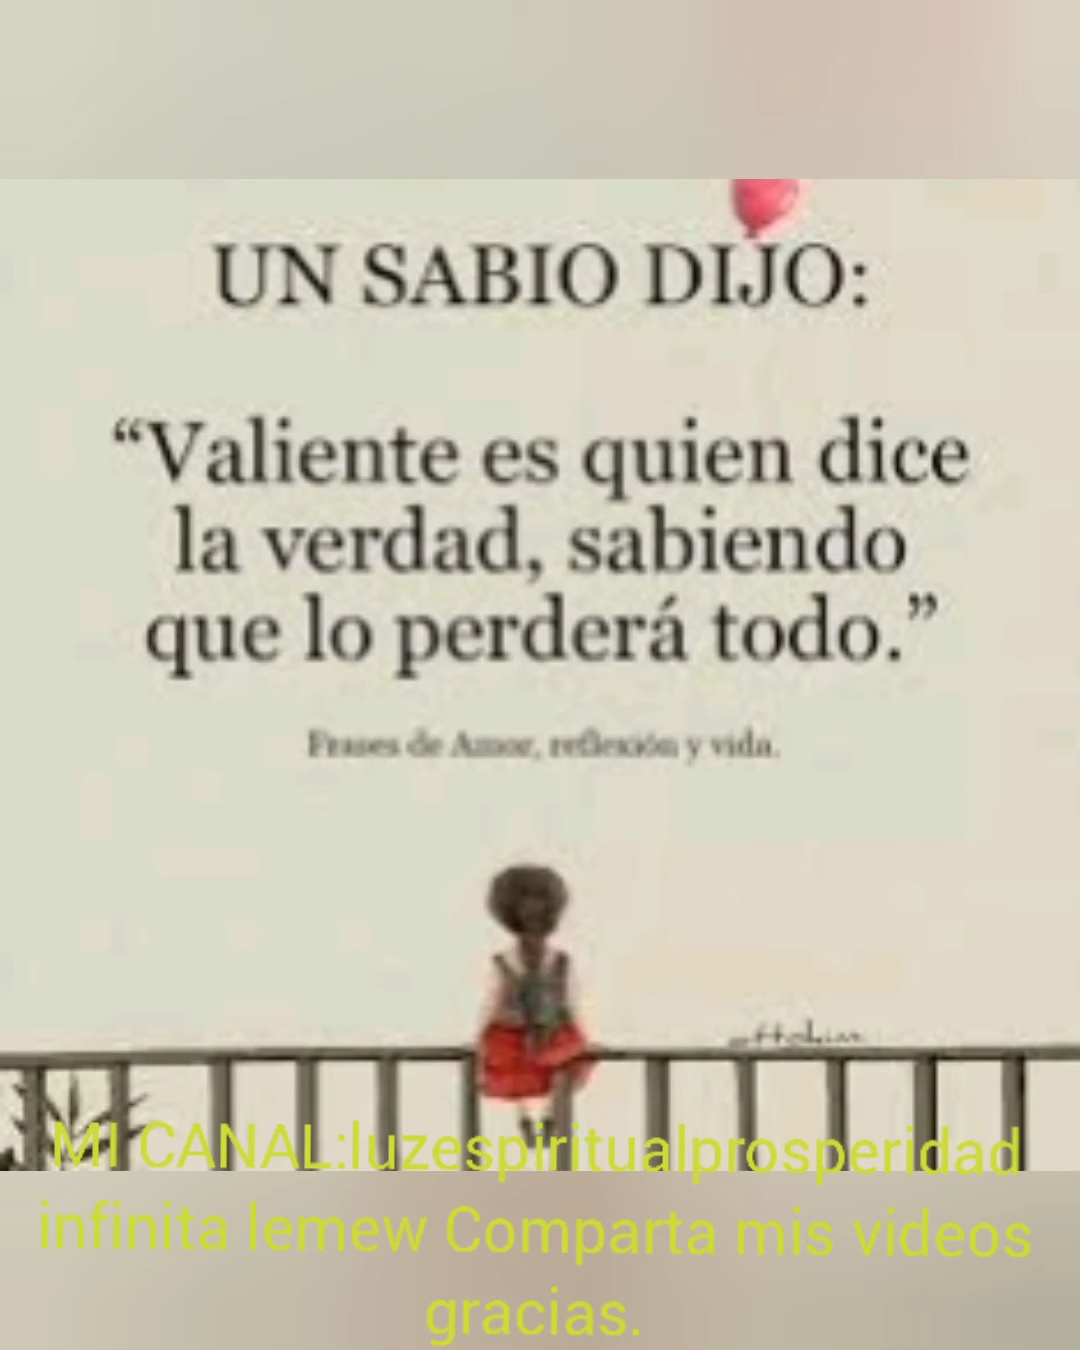 UN SABIO DIJO:
“Valiente es quien dice
la verdad, sabiendo
que lo perderá todo.”
Frases de Amor, reflexión y vida.
MI CANAL:luzespiritualprosperidad
infinita lemew Comparta mis videos
gracias.